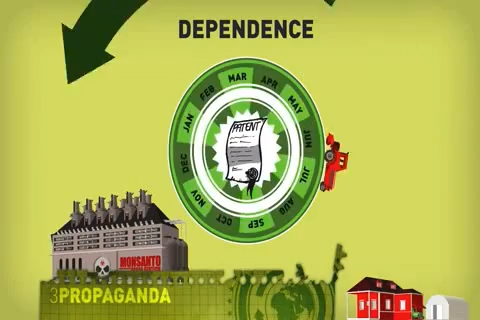 DEPENDENCE
JAN
FEB
MAR
APR
MAY
JUN
JUL
AUG
SEP
OCT
NOV
DEC
PATENT
MONSANTO
3PROPAGANDA